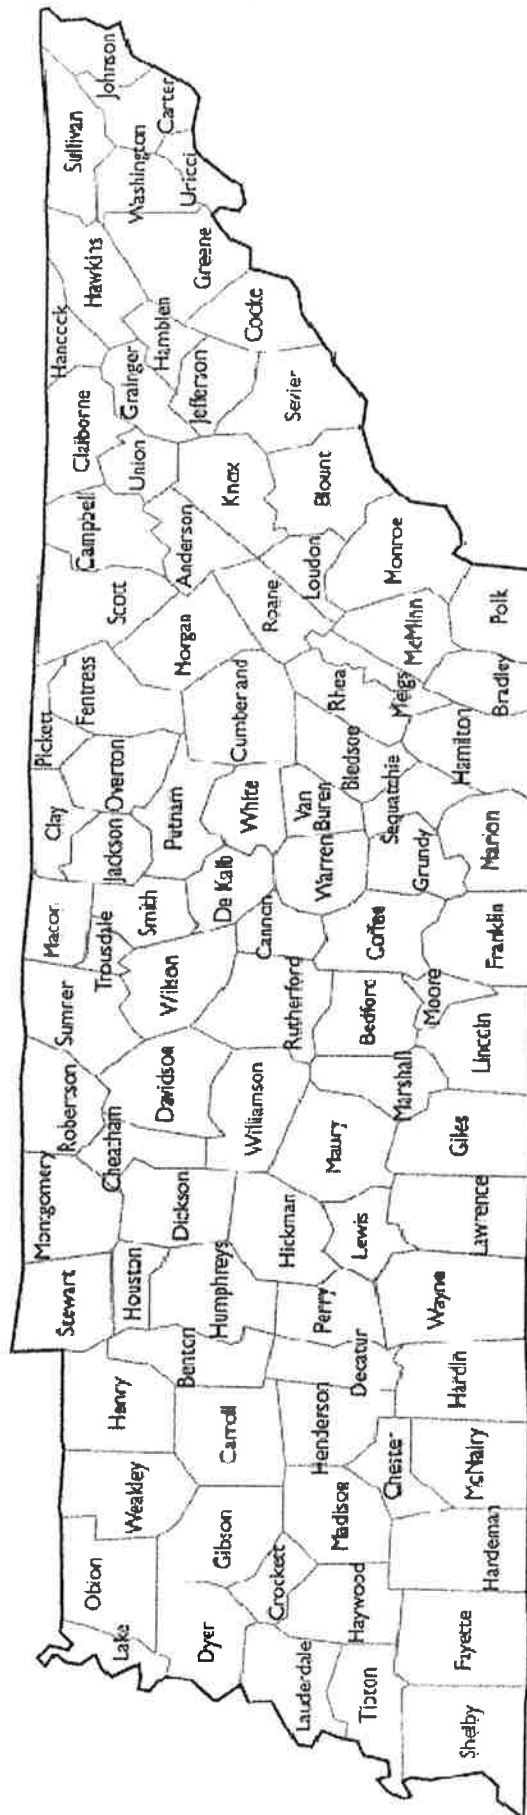 Johnson
Sullivan
Carter
Washington
Hawkins
Greene
Hancock
Hamblen
Cocke
Grainger
Jefferson
Claiborne
Sevier
Union
Knox
Campbell
Blount
Anderson
Loudon
Monroe
Scott
Roane
Morgan
McMinn
Polk
Fentress
Rhea
Meigs
Bradley
Pickett
Cumberland
Overton
Bledsoe
Hamilton
Clay
Putnam
White
Van
Buren
Sequatchie
Jackson
Warren
Grundy
Marion
Macon
Smith
De Kalb
Cannon
Coffee
Franklin
Trousdale
Wilson
Rutherford
Bedford
Moore
Sumner
Lincoln
Robertson
Davidson
Williamson
Marshall
Cheatham
Maury
Giles
Montgomery
Dickson
Hickman
Lewis
Lawrence
Stewart
Houston
Humphreys
Perry
Wayne
Benton
Decatur
Henry
Hardin
Carroll
Henderson
Chester
McNairy
Weakley
Gibson
Madison
Hardeman
Obion
Crockett
Haywood
Lake
Dyer
Fayette
Lauderdale
Tipton
Shelby